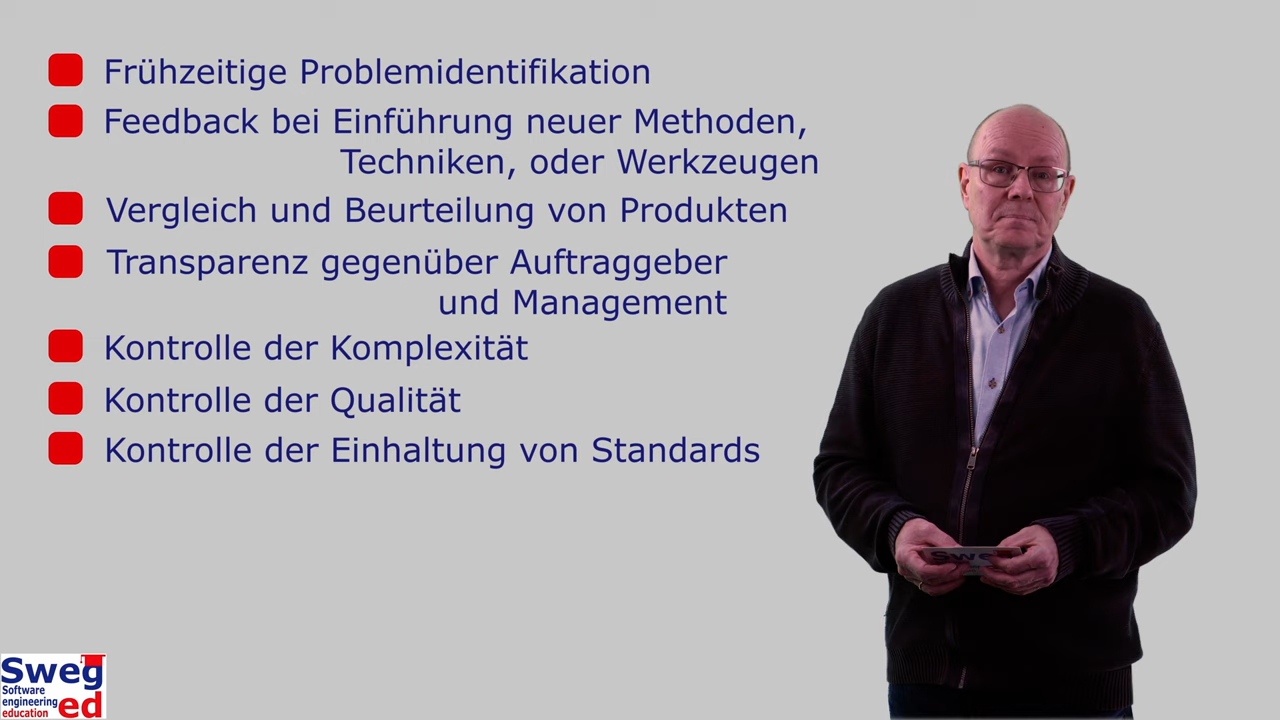 Frühzeitige Problemidentifikation
Feedback bei Einführung neuer Methoden,
Techniken, oder Werkzeugen
Vergleich und Beurteilung von Produkten
Transparenz gegenüber Auftraggeber
und Management
Kontrolle der Komplexität
Kontrolle der Qualität
Kontrolle der Einhaltung von Standards
Sweg
Sweg
Software
engineering
education
ed